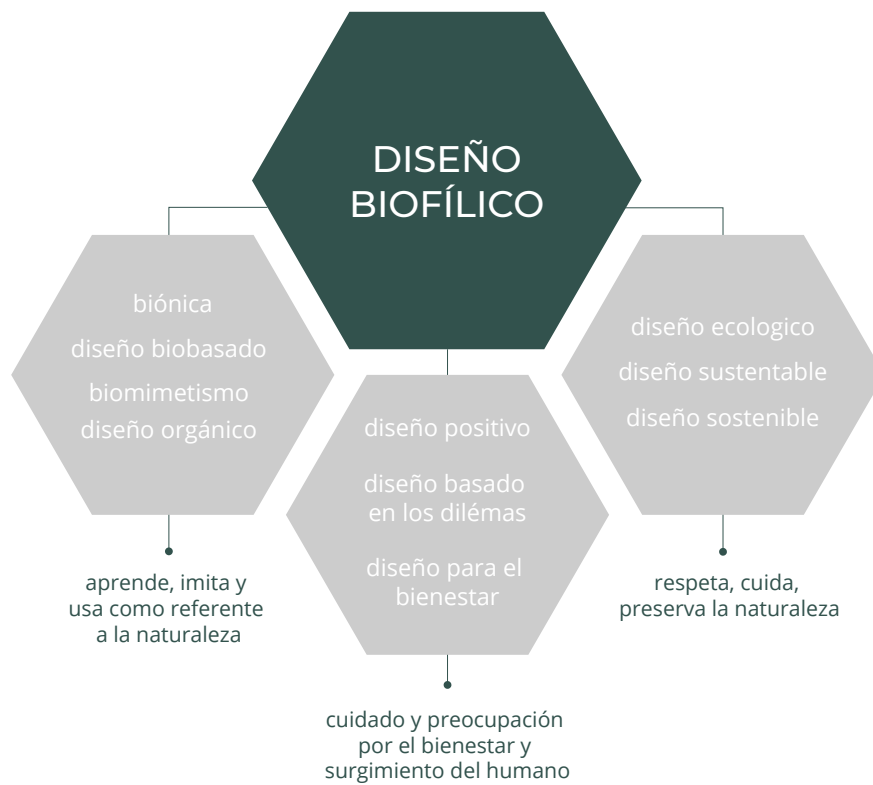 DISEÑO
BIOFÍLICO
biónica
diseño biobasado
biomimetismo
diseño orgánico
aprende, imita y
usa como referente
a la naturaleza
diseño positivo
diseño basado
en los dilémas
diseño para el
bienestar
cuidado y preocupación
por el bienestar y
surgimiento del humano
diseño ecologico
diseño sustentable
diseño sostenible
respeta, cuida,
preserva la naturaleza